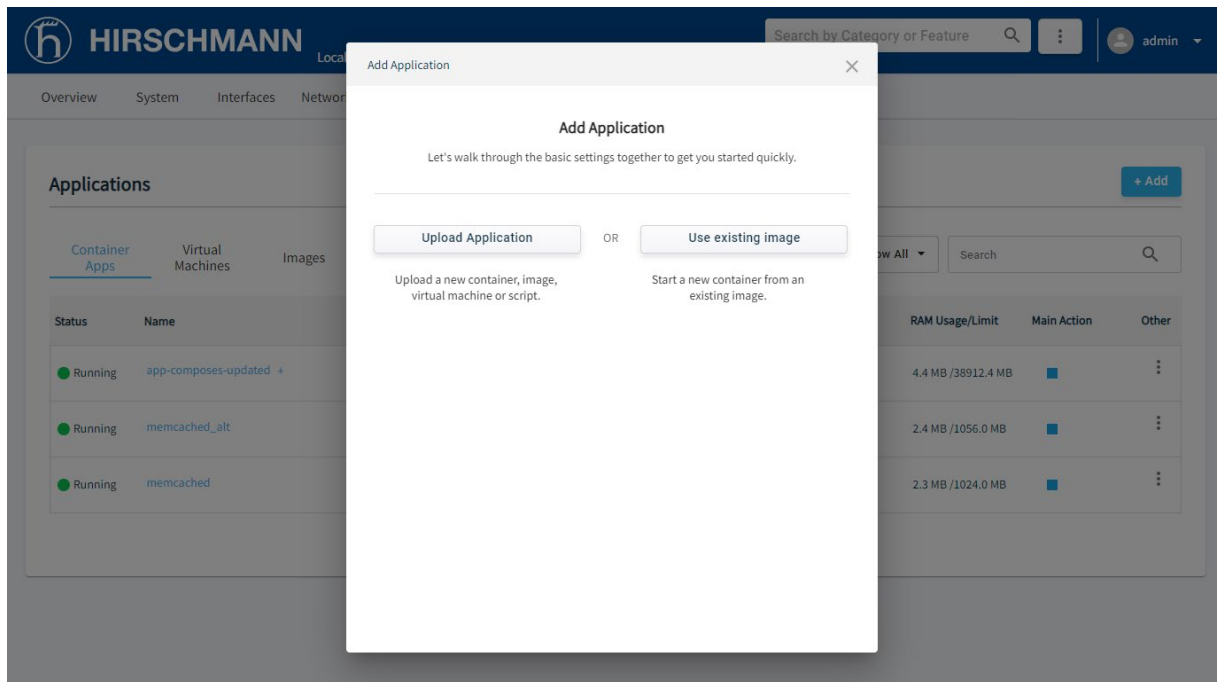 HIRSCHMANN
Local
Search by Category or Feature
admin
Overview System Interfaces
Add Application
Add Application
Let's walk through the basic settings together to get you started quickly.
Applications
+ Add
Container
Apps
Virtual
Machines
Images
Upload Application
OR
Use existing image
All
Search
Upload a new container, image,
virtual machine or script.
Start a new container from an
existing image.
Status Name RAM Usage/Limit Main Action Other
Running app-composes-updated + 4.4 MB /38912.4 MB
Running memcached_alt 2.4 MB /1056.0 MB
Running memcached 2.3 MB /1024.0 MB